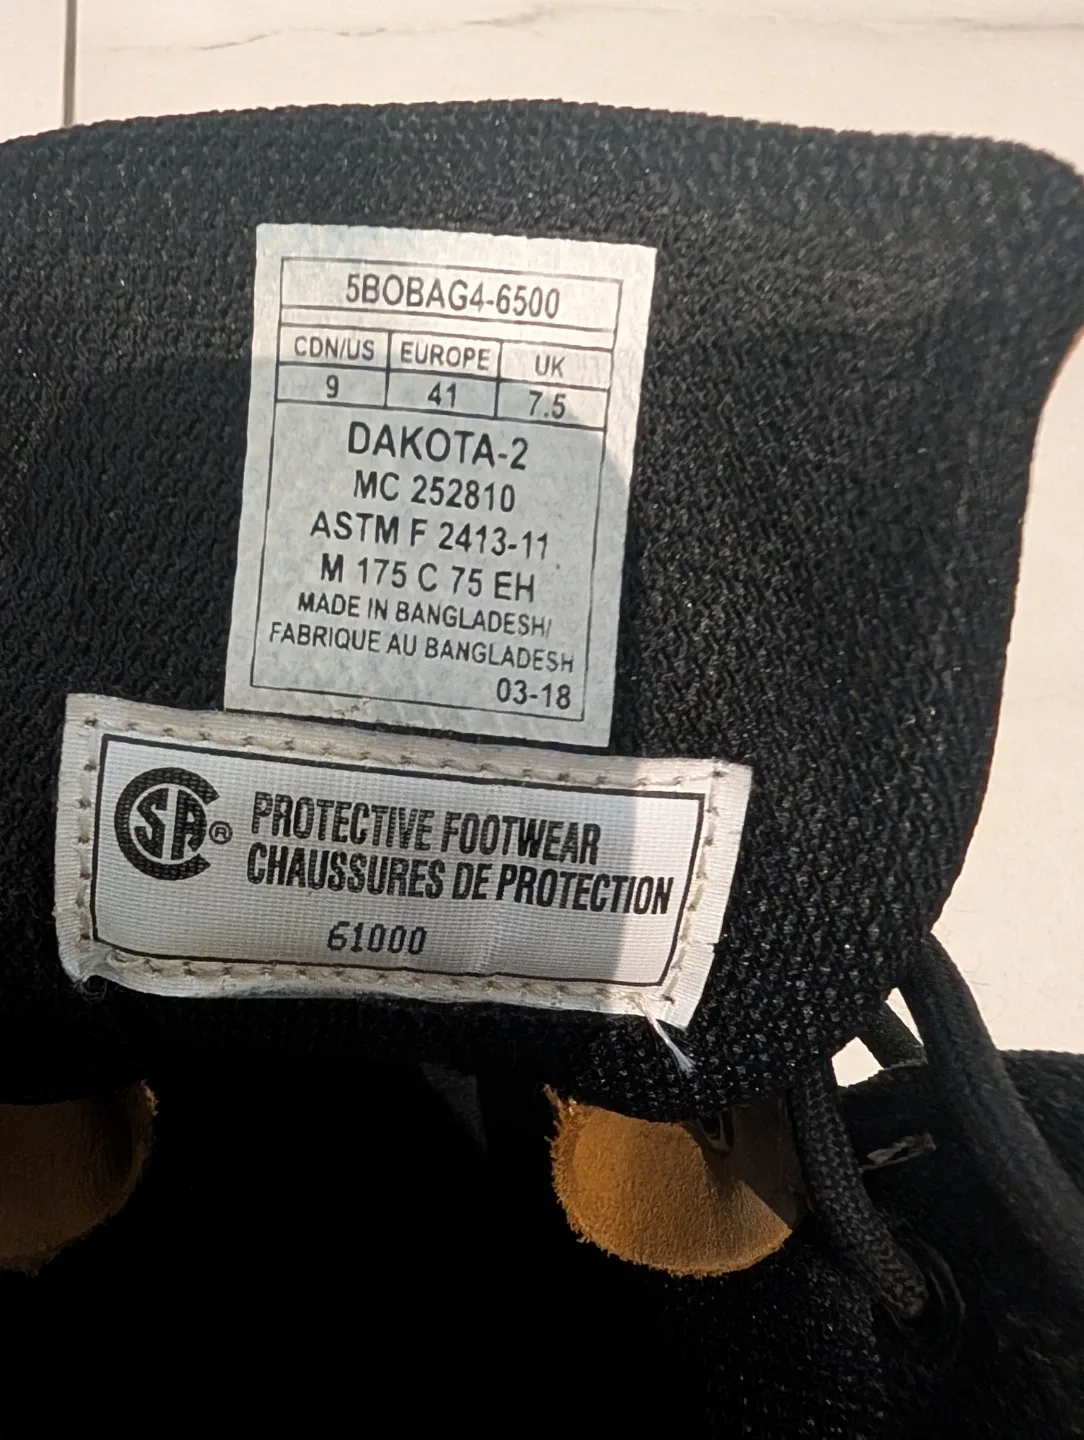 5BOBAG4-6500
CDN/US EUROPE UK
9 41 7.5
DAKOTA-2
MC 252810
ASTM F 2413-11
M 175 C 75 EH
MADE IN BANGLADESH/
FABRIQUE AU BANGLADESH
03-18
CSA® PROTECTIVE FOOTWEAR
CHAUSSURES DE PROTECTION
61000